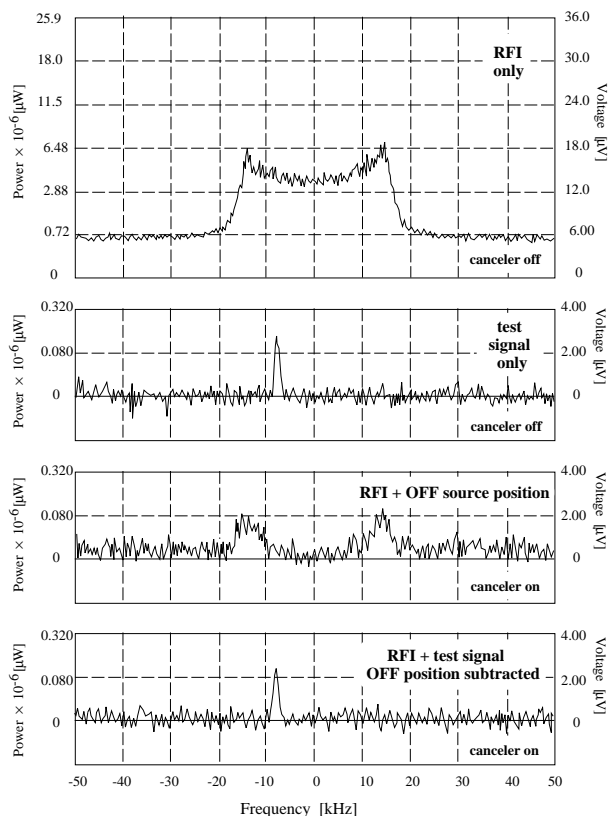 25.9
18.0
11.5
6.48
2.88
0.72
0
Power × 10⁻⁶[µW]
36.0
30.0
24.0
18.0
12.0
6.00
0
Voltage [µV]
RFI
only
canceler off
0.320
0.080
0
Power × 10⁻⁶[µW]
4.00
2.00
0
Voltage [µV]
test
signal
only
canceler off
0.320
0.080
0
Power × 10⁻⁶[µW]
4.00
2.00
0
Voltage [µV]
RFI + OFF source position
canceler on
0.320
0.080
0
Power × 10⁻⁶[µW]
4.00
2.00
0
Voltage [µV]
RFI + test signal
OFF position subtracted
canceler on
-50 -40 -30 -20 -10 0 10 20 30 40 50
Frequency [kHz]